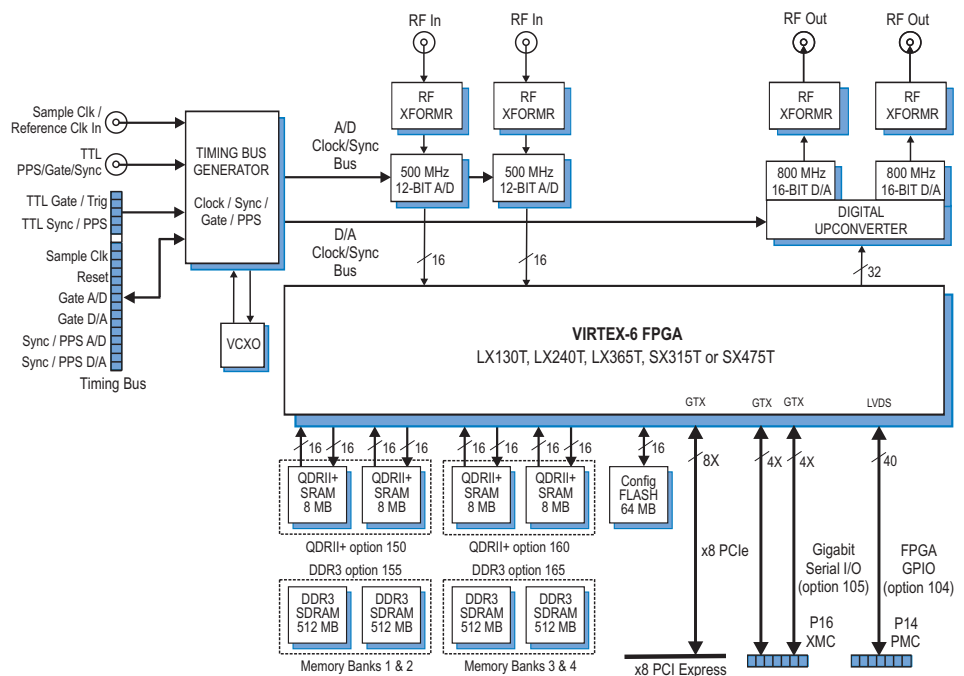 RF In
RF In
RF Out
RF Out
Sample Clk /
Reference Clk In
TTL
PPS/Gate/Sync
TTL Gate / Trig
TTL Sync / PPS
Sample Clk
Reset
Gate A/D
Gate D/A
Sync / PPS A/D
Sync / PPS D/A
Timing Bus
TIMING BUS
GENERATOR
Clock / Sync /
Gate / PPS
VCXO
A/D
Clock/Sync
Bus
D/A
Clock/Sync
Bus
RF
XFORMR
RF
XFORMR
500 MHz
12-BIT A/D
500 MHz
12-BIT A/D
16
16
RF
XFORMR
RF
XFORMR
800 MHz
16-BIT D/A
800 MHz
16-BIT D/A
DIGITAL
UPCONVERTER
32
VIRTEX-6 FPGA
LX130T, LX240T, LX365T, SX315T or SX475T
GTX
GTX
GTX
LVDS
16
16
16
16
16
16
16
16
16
8X
4X
4X
40
QDRII+
SRAM
8 MB
QDRII+
SRAM
8 MB
QDRII+
SRAM
8 MB
QDRII+
SRAM
8 MB
Config
FLASH
64 MB
QDRII+ option 150
QDRII+ option 160
DDR3 option 155
DDR3 option 165
DDR3
SDRAM
512 MB
DDR3
SDRAM
512 MB
DDR3
SDRAM
512 MB
DDR3
SDRAM
512 MB
Memory Banks 1 & 2
Memory Banks 3 & 4
x8 PCIe
Gigabit
Serial I/O
(option 105)
FPGA
GPIO
(option 104)
P16
XMC
P14
PMC
x8 PCI Express